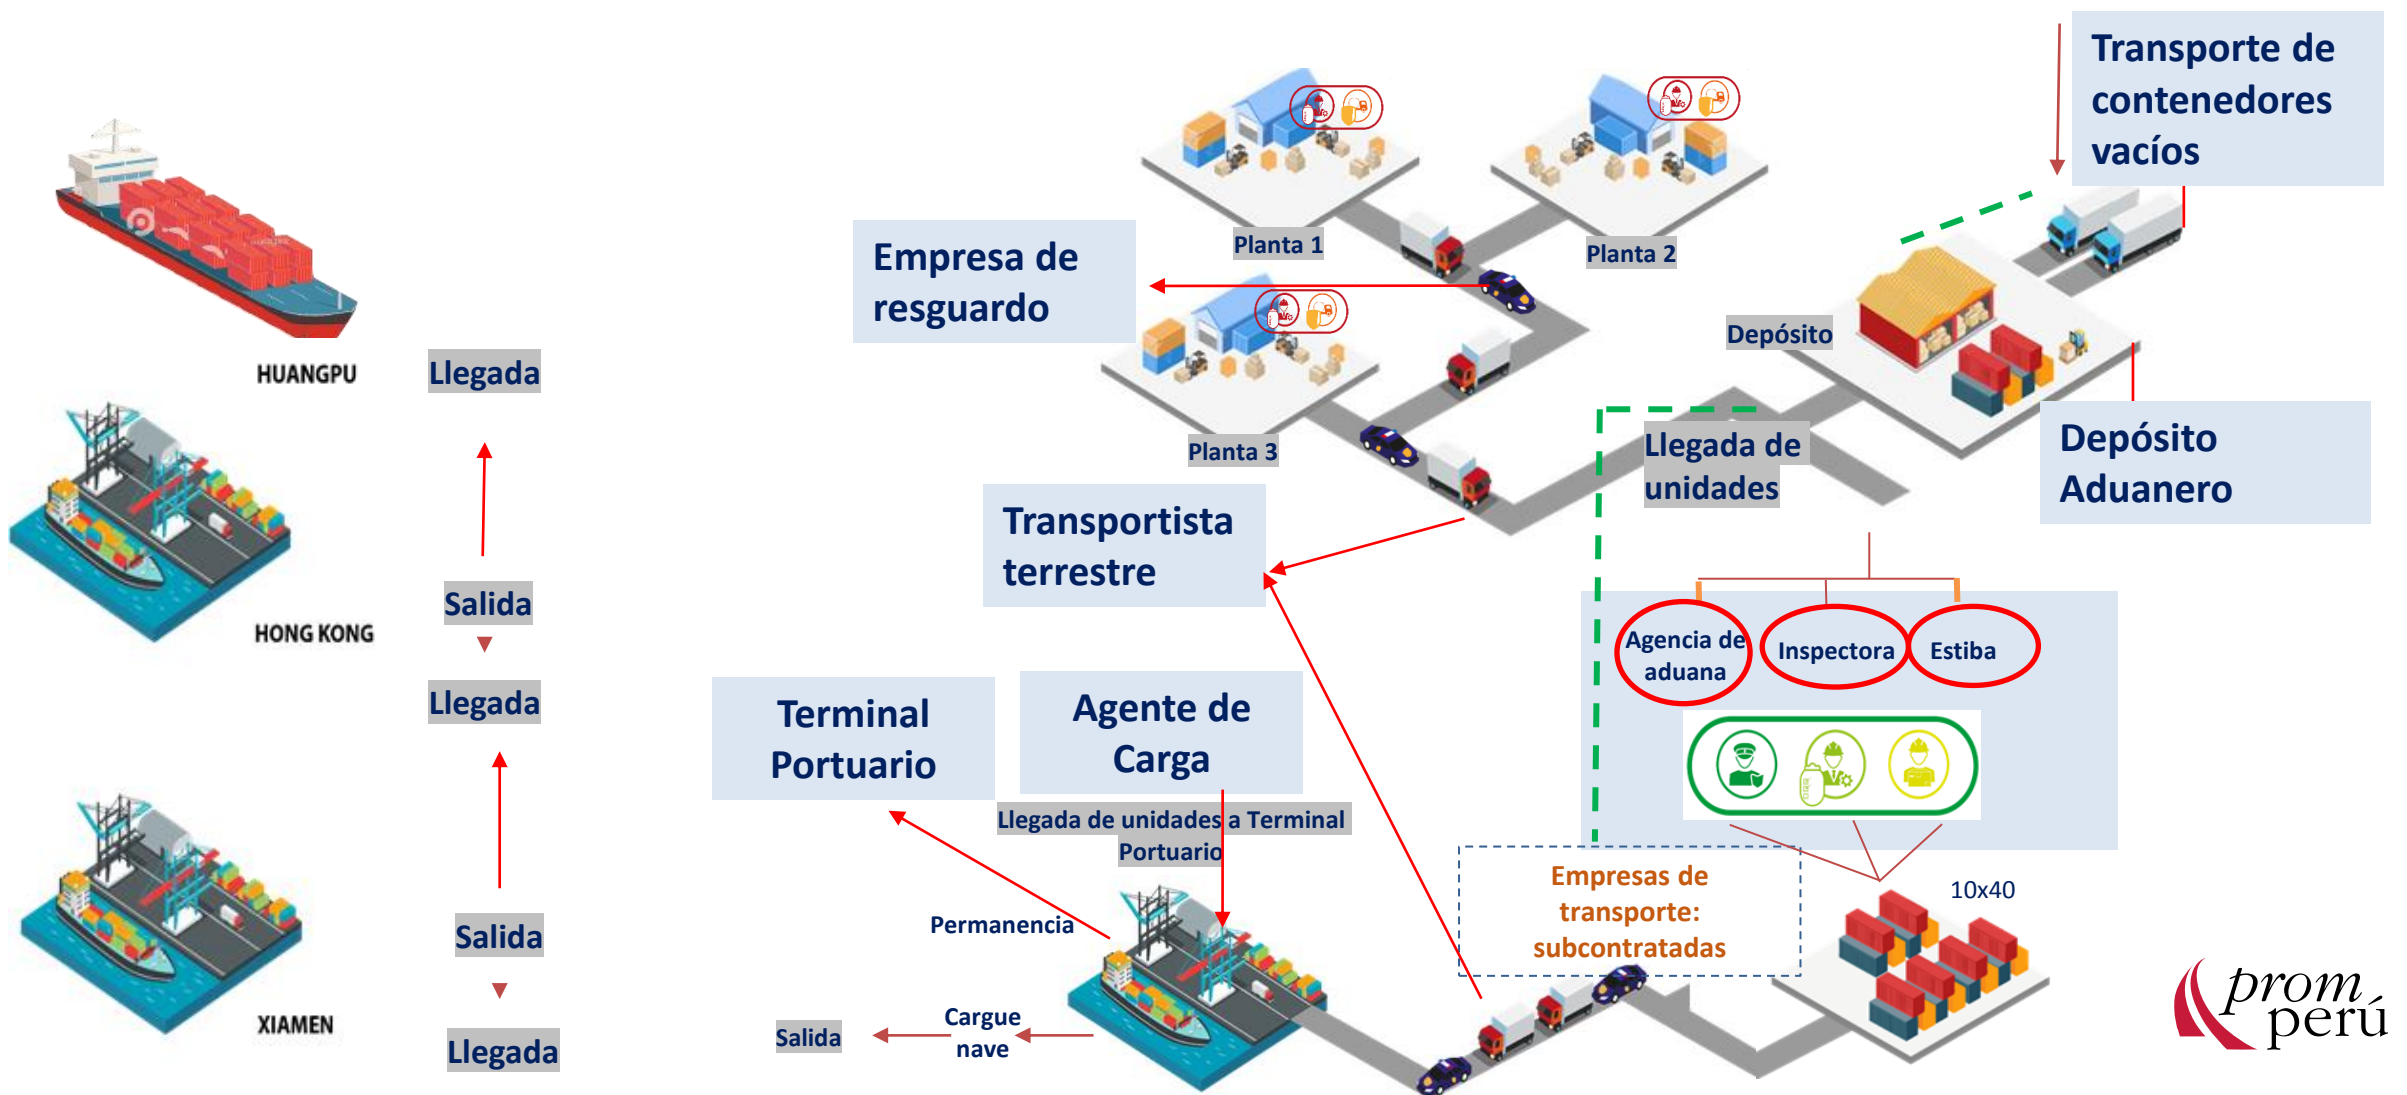 Transporte de
contenedores
vacíos
Planta 1
Planta 2
Empresa de
resguardo
Depósito
HUANGPU
Llegada
Planta 3
Llegada de
unidades
Depósito
Aduanero
Transportista
terrestre
Salida
HONG KONG
Llegada
Agencia de
aduana
Inspectora
Estiba
Terminal
Portuario
Agente de
Carga
Llegada de unidades a Terminal
Portuario
Empresas de
transporte:
subcontratadas
10x40
Permanencia
Salida
XIAMEN
Llegada
Salida
Cargue
nave
prom
perú